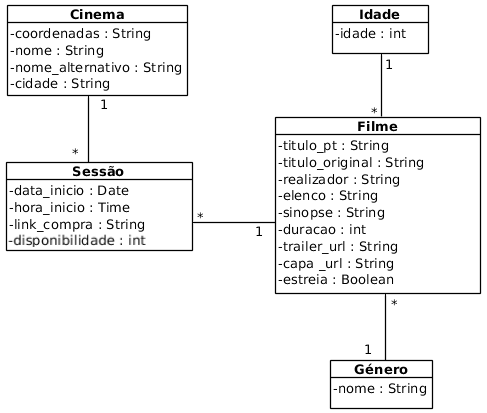 Cinema
-coordenadas : String
-nome : String
-nome_alternativo : String
-cidade : String
1
*
Idade
-idade : int
1
*
Sessão
-data_inicio : Date
-hora_inicio : Time
-link_compra : String
-disponibilidade : int
*
1
Filme
-titulo_pt : String
-titulo_original : String
-realizador : String
-elenco : String
-sinopse : String
-duracao : int
-trailer_url : String
-capa _url : String
-estreia : Boolean
*
1
Género
-nome : String